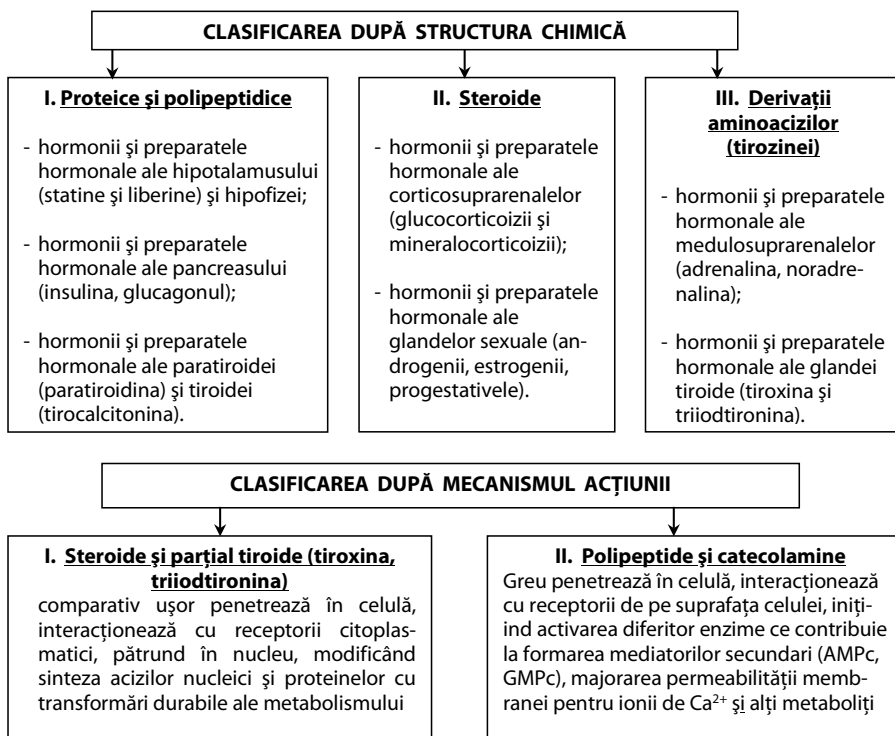 CLASIFICAREA DUPĂ STRUCTURA CHIMICĂ
I. Proteice şi polipeptidice
- hormonii şi preparatele
hormonale ale hipotalamusului
(statine şi liberine) şi hipofizei;
- hormonii şi preparatele
hormonale ale pancreasului
(insulina, glucagonul);
- hormonii şi preparatele
hormonale ale paratiroidei
(paratiroidina) şi tiroidei
(tirocalcitonina).
II. Steroide
- hormonii şi preparatele
hormonale ale
corticosuprarenalelor
(glucocorticoizii şi
mineralocorticoizii);
- hormonii şi preparatele
hormonale ale
glandelor sexuale (an-
drogenii, estrogenii,
progestativele).
III. Derivaţii
aminoacizilor
(tirozinei)
- hormonii şi preparatele
hormonale ale
medulosuprarenalelor
(adrenalina, noradre-
nalina);
- hormonii şi preparatele
hormonale ale glandei
tiroide (tiroxina şi
triiodtironina).
CLASIFICAREA DUPĂ MECANISMUL ACŢIUNII
I. Steroide şi parţial tiroide (tiroxina,
triiodtironina)
comparativ uşor penetrează în celulă,
interacţionează cu receptorii citoplas-
matici, pătrund în nucleu, modificând
sinteza acizilor nucleici şi proteinelor cu
transformări durabile ale metabolismului
II. Polipeptide şi catecolamine
Greu penetrează în celulă, interacţionează
cu receptorii de pe suprafaţa celulei, iniţi-
ind activarea diferitor enzime ce contribuie
la formarea mediatorilor secundari (AMPc,
GMPc), majorarea permeabilităţii memb-
ranei pentru ionii de Ca²⁺ şi alţi metaboliţi